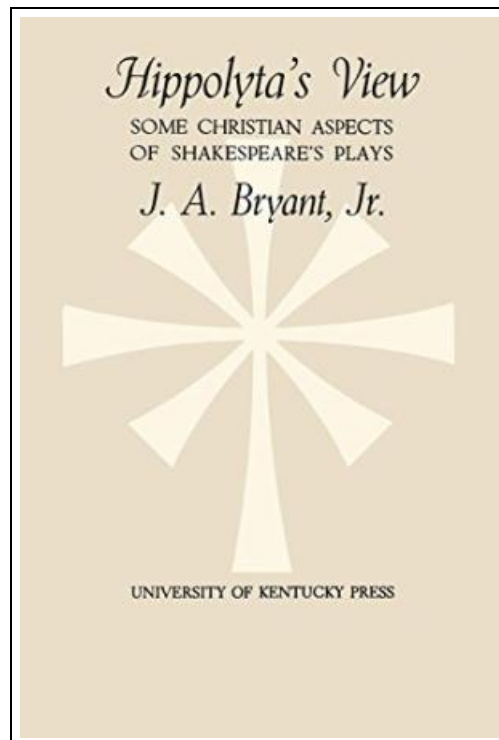 Hippolyta's View
SOME CHRISTIAN ASPECTS
OF SHAKESPEARE'S PLAYS
J. A. Bryant, Jr.
UNIVERSITY OF KENTUCKY PRESS